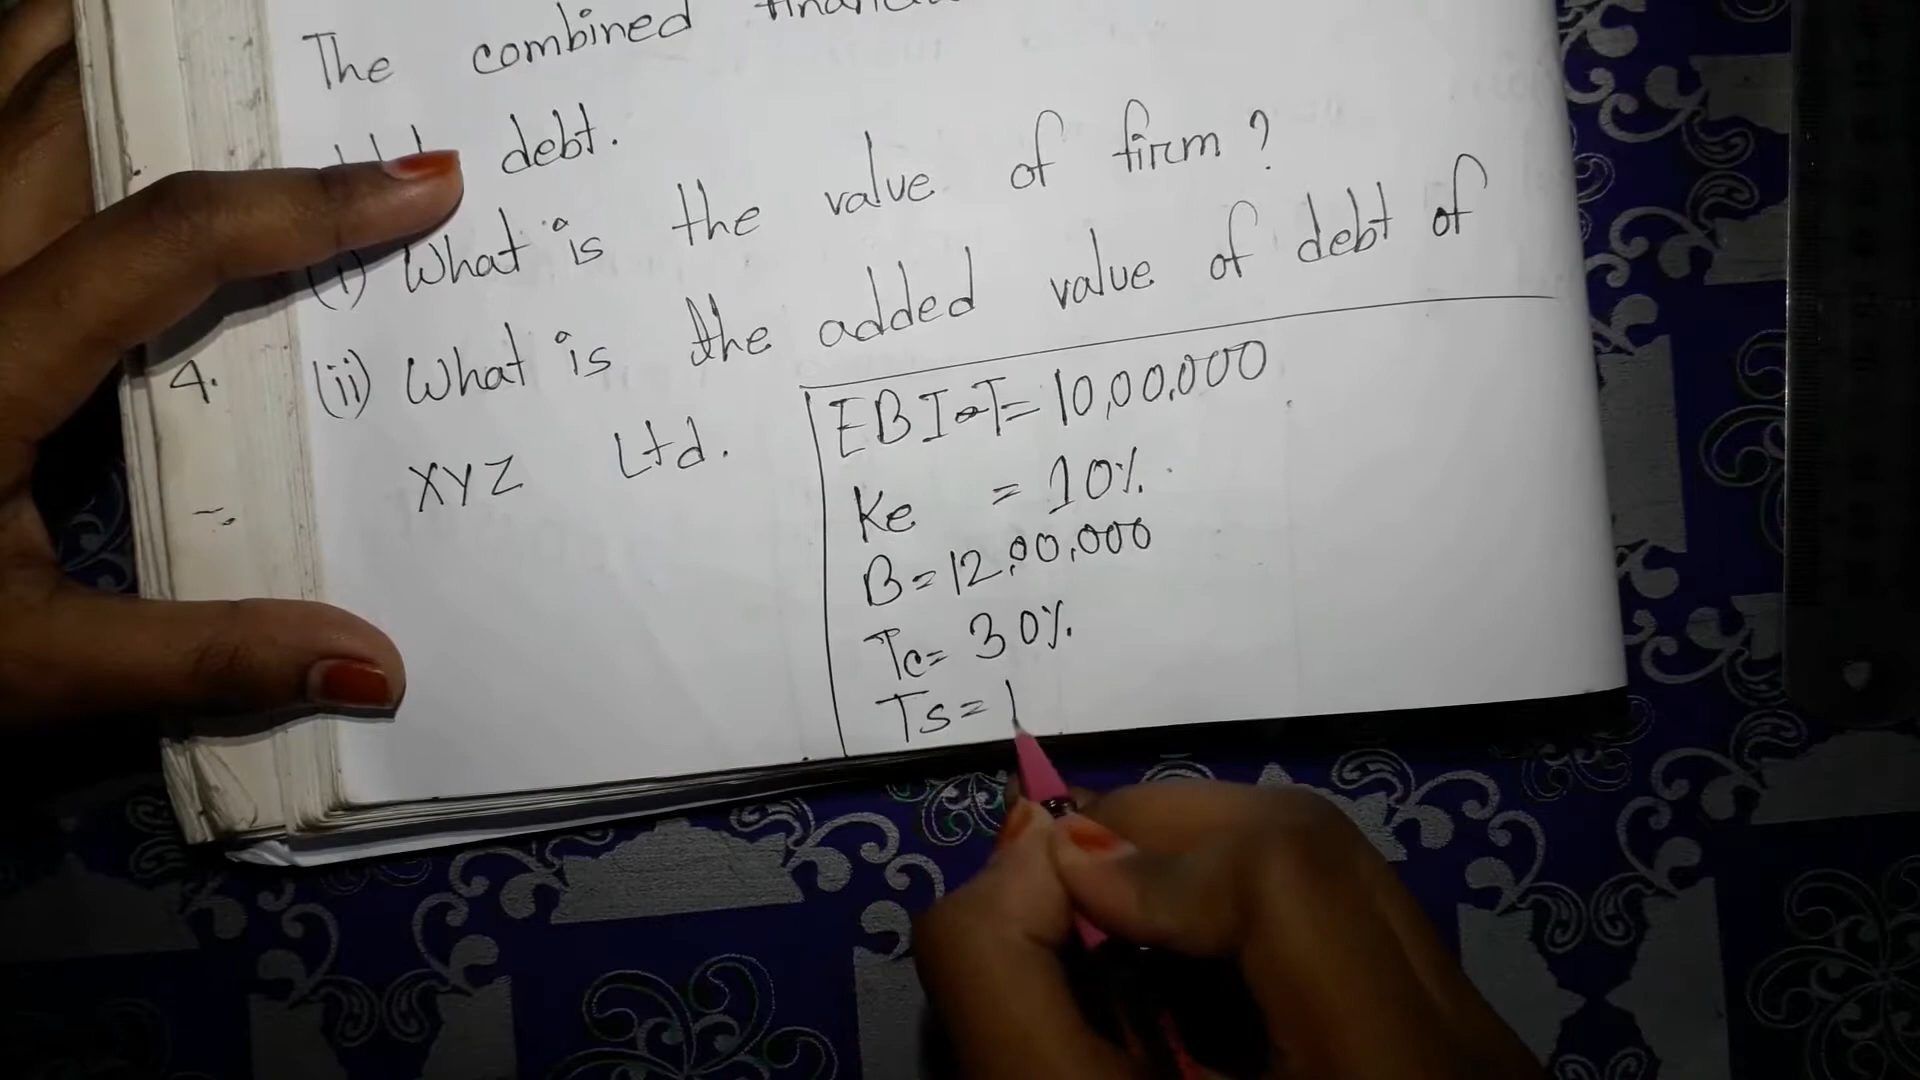 The combined
debt.
(i) What is the value of firm?
(ii) What is the added value of debt of
XYZ Ltd.
4.
EBIT = 10,00,000
Ke = 10%.
B = 12,00,000
Tc = 30%.
Ts = 1